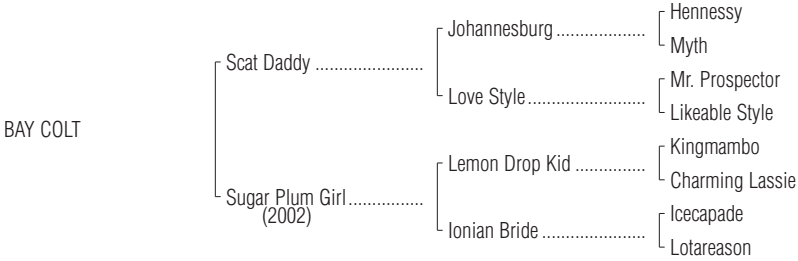 Hennessy
Johannesburg ...................
Myth
Scat Daddy .......................
Mr. Prospector
Love Style.........................
Likeable Style
BAY COLT
Kingmambo
Lemon Drop Kid ...............
Charming Lassie
Sugar Plum Girl................
(2002)
Icecapade
Ionian Bride ......................
Lotareason